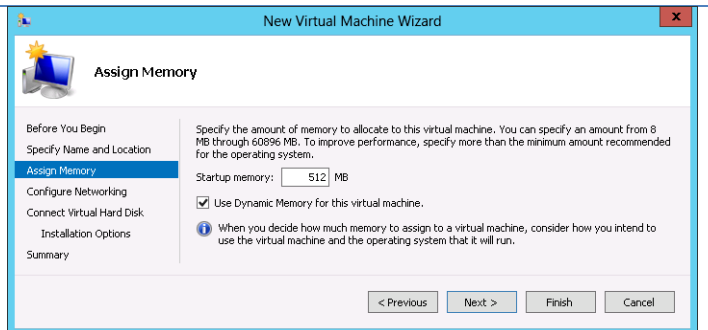 New Virtual Machine Wizard
x
Assign Memory
Before You Begin
Specify Name and Location
Assign Memory
Configure Networking
Connect Virtual Hard Disk
Installation Options
Summary
Specify the amount of memory to allocate to this virtual machine. You can specify an amount from 8
MB through 60896 MB. To improve performance, specify more than the minimum amount recommended
for the operating system.
Startup memory: 512 MB
Use Dynamic Memory for this virtual machine.
When you decide how much memory to assign to a virtual machine, consider how you intend to
use the virtual machine and the operating system that it will run.
< Previous Next > Finish Cancel